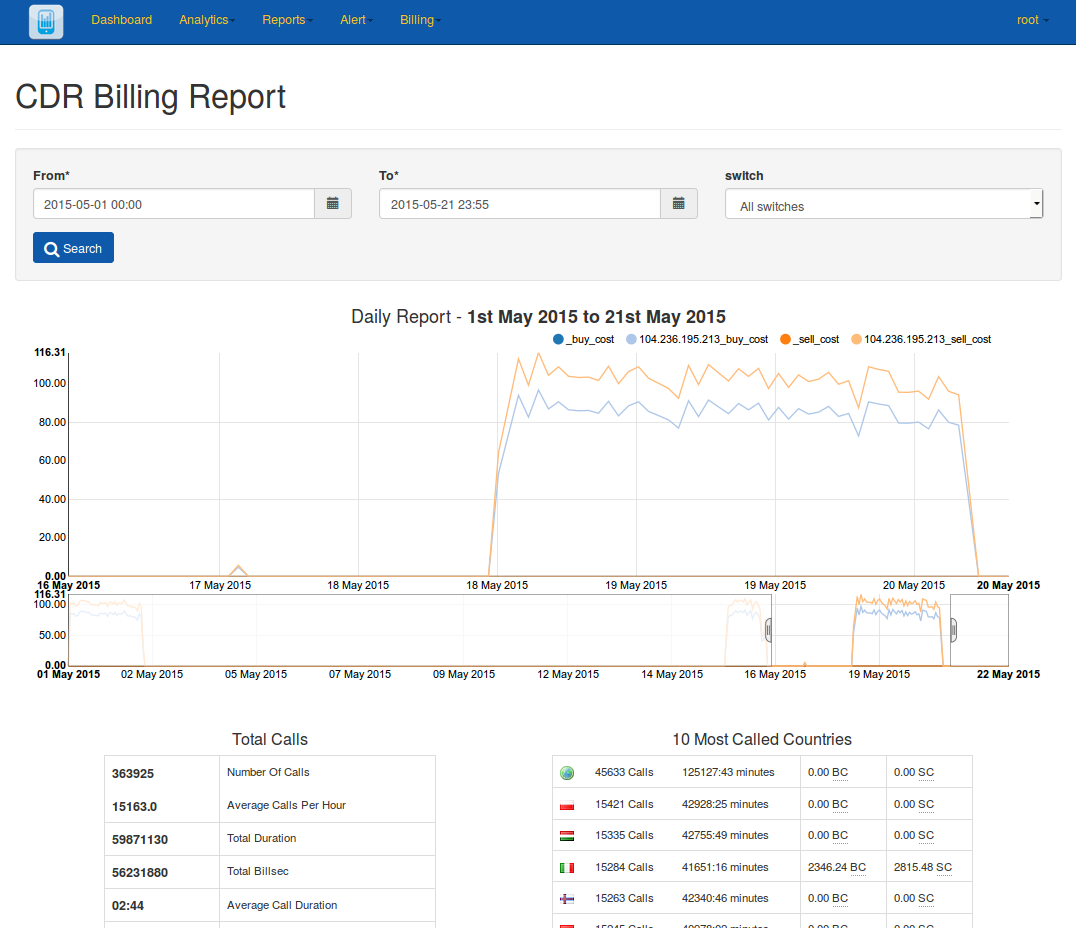 Dashboard Analytics Reports Alert Billing root
CDR Billing Report
From* To* switch
2015-05-01 00:00 2015-05-21 23:55 All switches
Search
Daily Report - 1st May 2015 to 21st May 2015
_buy_cost 104.236.195.213_buy_cost _sell_cost 104.236.195.213_sell_cost
116.31
100.00
80.00
60.00
40.00
20.00
0.00
16 May 2015 17 May 2015 18 May 2015 18 May 2015 19 May 2015 19 May 2015 20 May 2015 20 May 2015
116.31
100.00
50.00
0.00
01 May 2015 02 May 2015 05 May 2015 07 May 2015 09 May 2015 12 May 2015 14 May 2015 16 May 2015 19 May 2015 22 May 2015
Total Calls
363925 Number Of Calls
15163.0 Average Calls Per Hour
59871130 Total Duration
56231880 Total Billsec
02:44 Average Call Duration
10 Most Called Countries
45633 Calls 125127:43 minutes 0.00 BC 0.00 SC
15421 Calls 42928:25 minutes 0.00 BC 0.00 SC
15335 Calls 42755:49 minutes 0.00 BC 0.00 SC
15284 Calls 41651:16 minutes 2346.24 BC 2815.48 SC
15263 Calls 42340:46 minutes 0.00 BC 0.00 SC